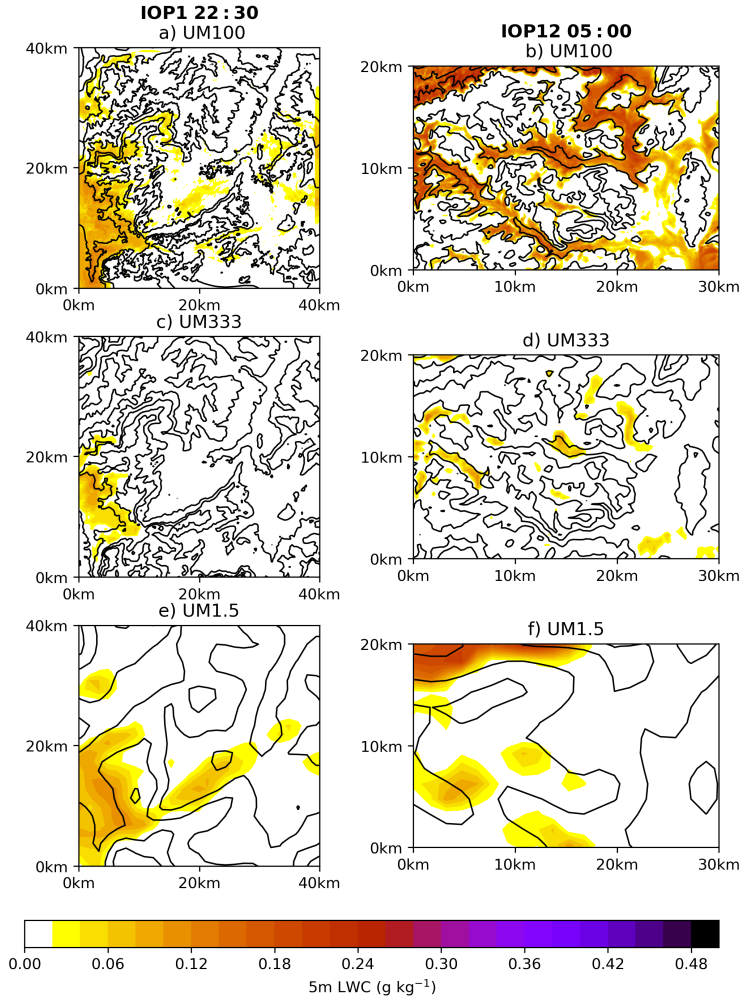 IOP1 22:30
a) UM100
40km
20km
0km
0km 20km 40km
IOP12 05:00
b) UM100
20km
10km
0km
0km 10km 20km 30km
c) UM333
40km
20km
0km
0km 20km 40km
d) UM333
20km
10km
0km
0km 10km 20km 30km
e) UM1.5
40km
20km
0km
0km 20km 40km
f) UM1.5
20km
10km
0km
0km 10km 20km 30km
0.00 0.06 0.12 0.18 0.24 0.30 0.36 0.42 0.48
5m LWC (g kg⁻¹)